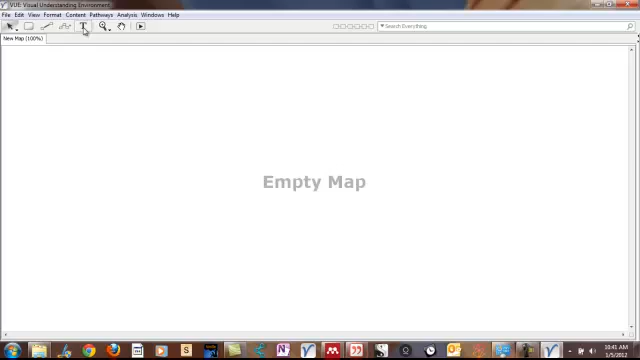 VUE: Visual Understanding Environment
File Edit View Format Content Pathways Analysis Windows Help
Search Everything
New Map (100%)
Empty Map
10:41 AM
1/5/2012